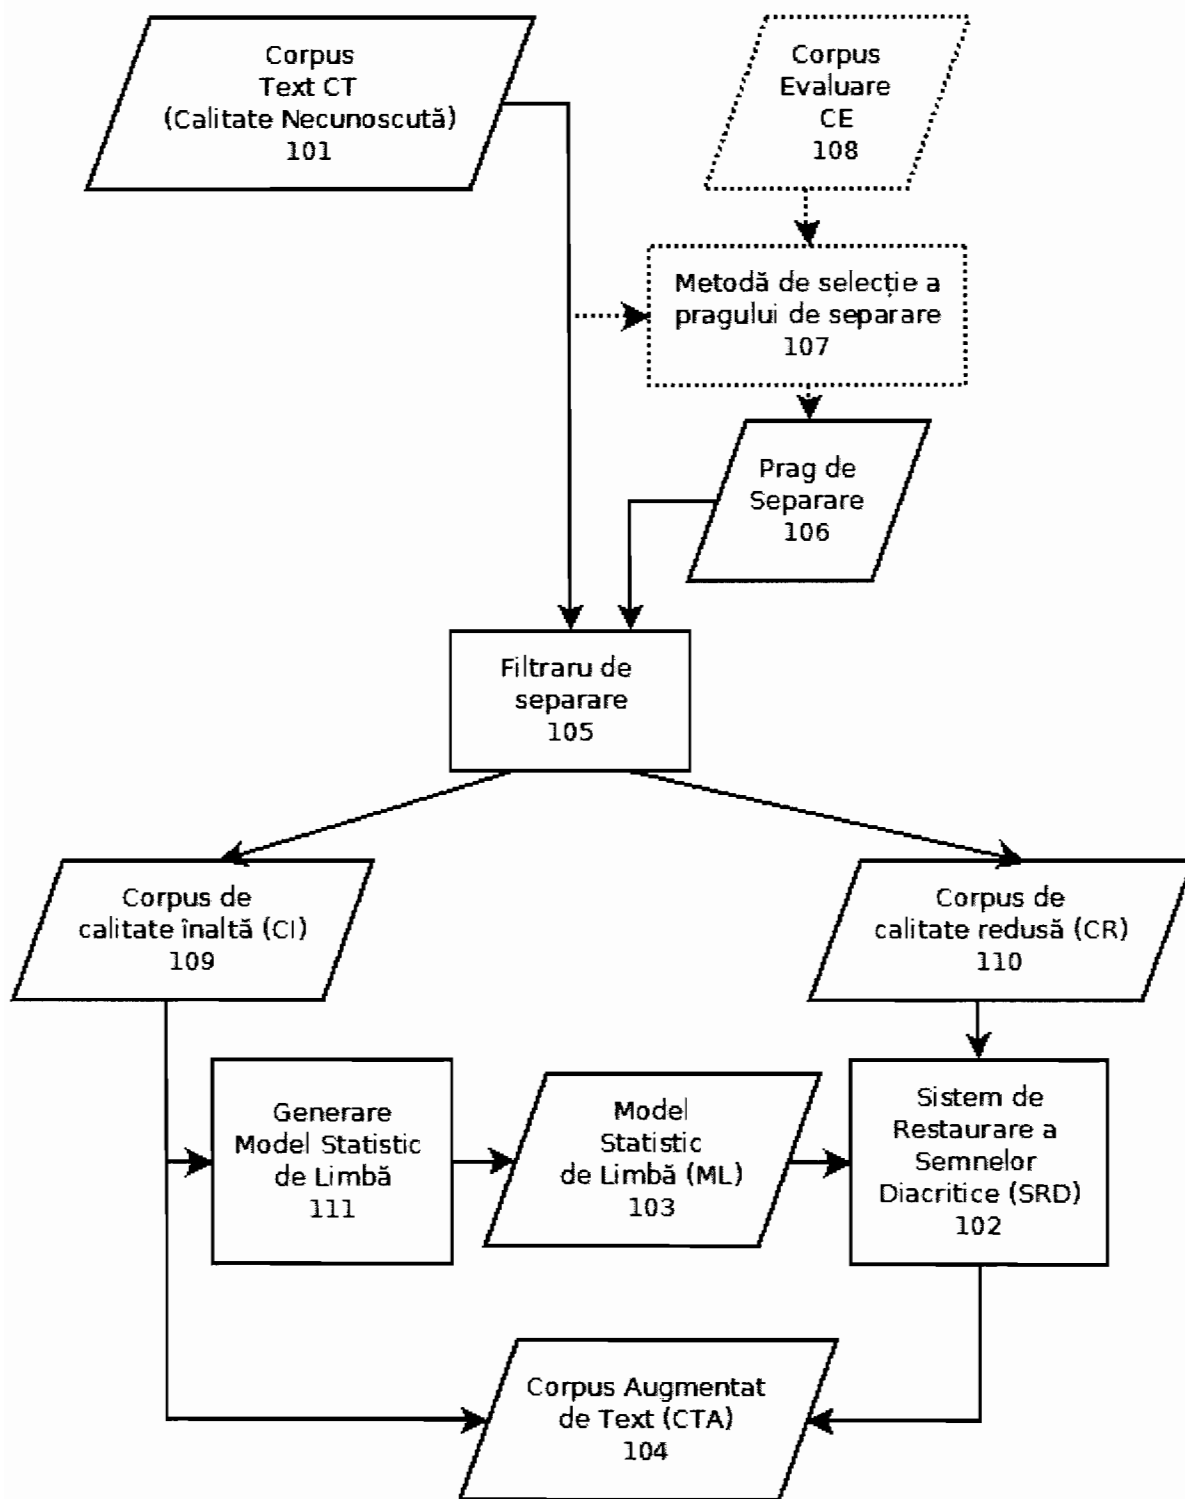 Corpus
Text CT
(Calitate Necunoscută)
101
Corpus
Evaluare
CE
108
Metodă de selecție a
pragului de separare
107
Prag de
Separare
106
Filtraru de
separare
105
Corpus de
calitate înaltă (CI)
109
Corpus de
calitate redusă (CR)
110
Generare
Model Statistic
de Limbă
111
Model
Statistic
de Limbă (ML)
103
Sistem de
Restaurare a
Semnelor
Diacritice (SRD)
102
Corpus Augmentat
de Text (CTA)
104